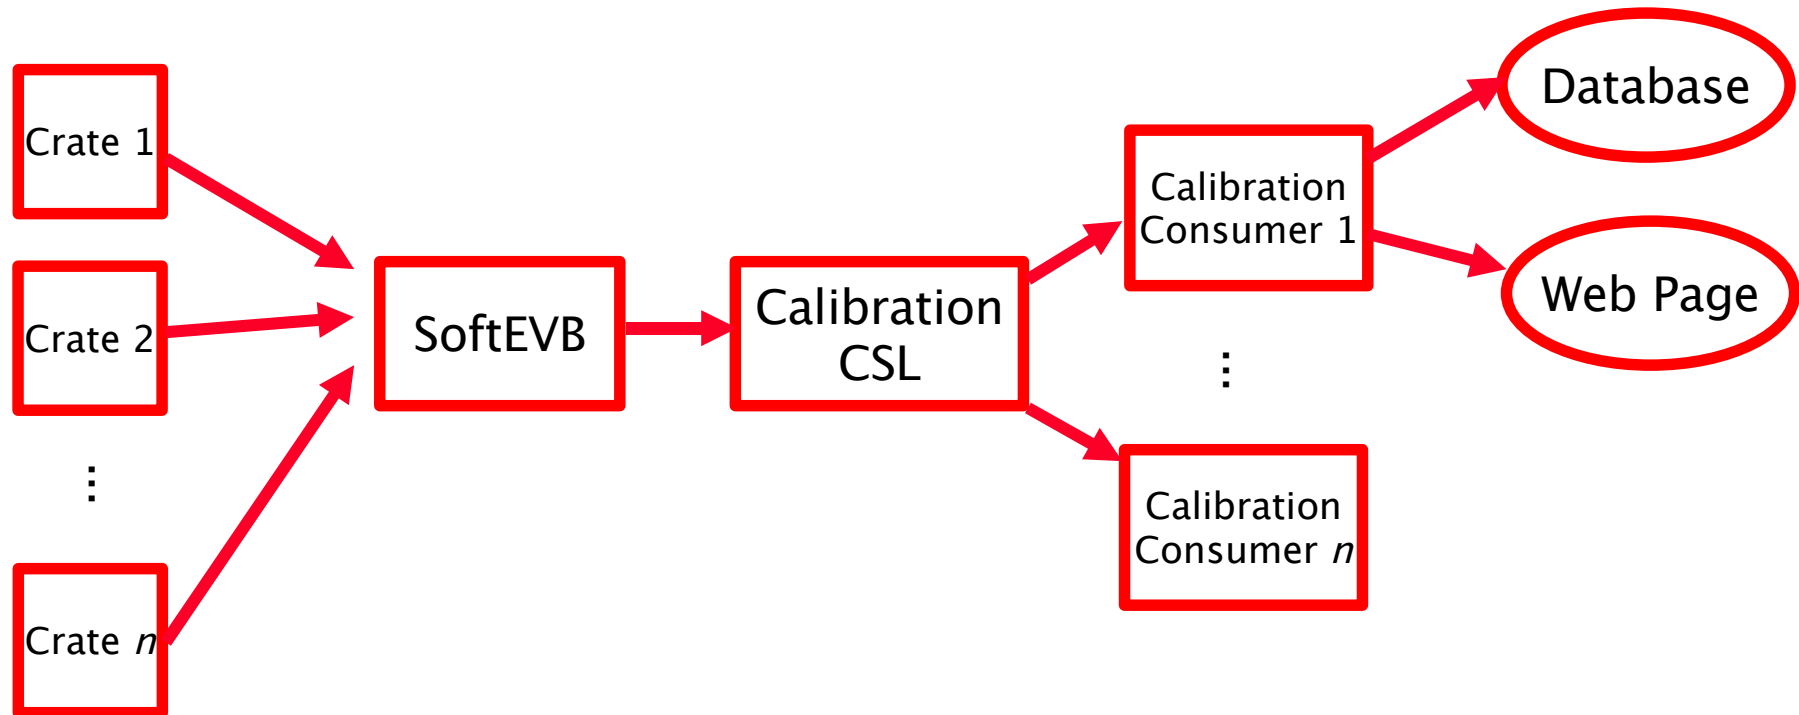 Crate 1
Crate 2
⋮
Crate n
SoftEVB
Calibration
CSL
Calibration
Consumer 1
⋮
Calibration
Consumer n
Database
Web Page